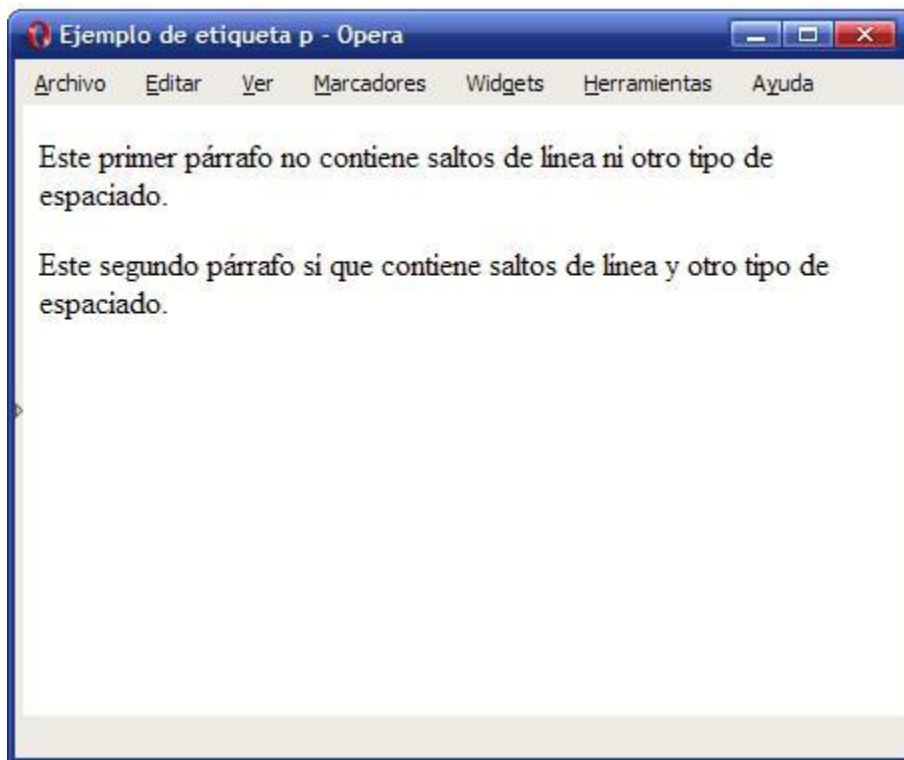 Ejemplo de etiqueta p - Opera
Archivo Editar Ver Marcadores Widgets Herramientas Ayuda
Este primer párrafo no contiene saltos de línea ni otro tipo de
espaciado.
Este segundo párrafo sí que contiene saltos de línea y otro tipo de
espaciado.